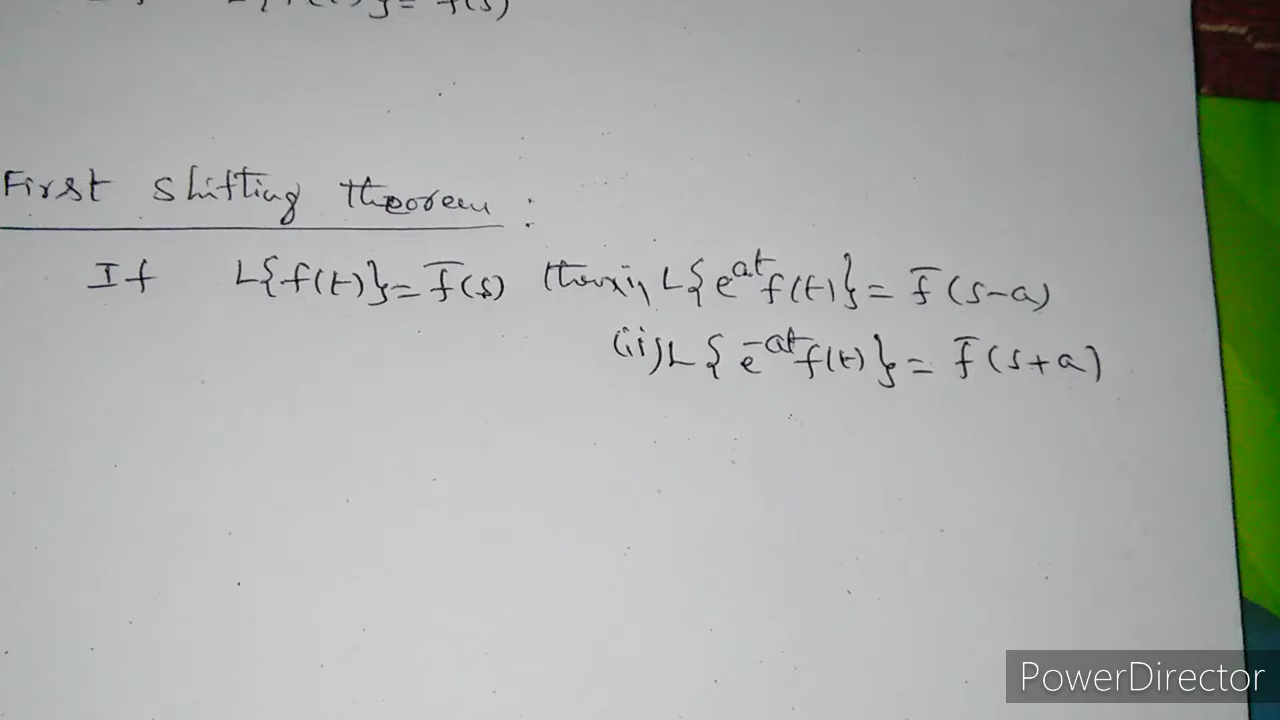 L{f(t)}= f(s)
First shifting theorem :
If L{f(t)}= f̅(s) then (i) L{e^{at}f(t)}= f̅(s-a)
(ii) L{e^{-at}f(t)}= f̅(s+a)
PowerDirector